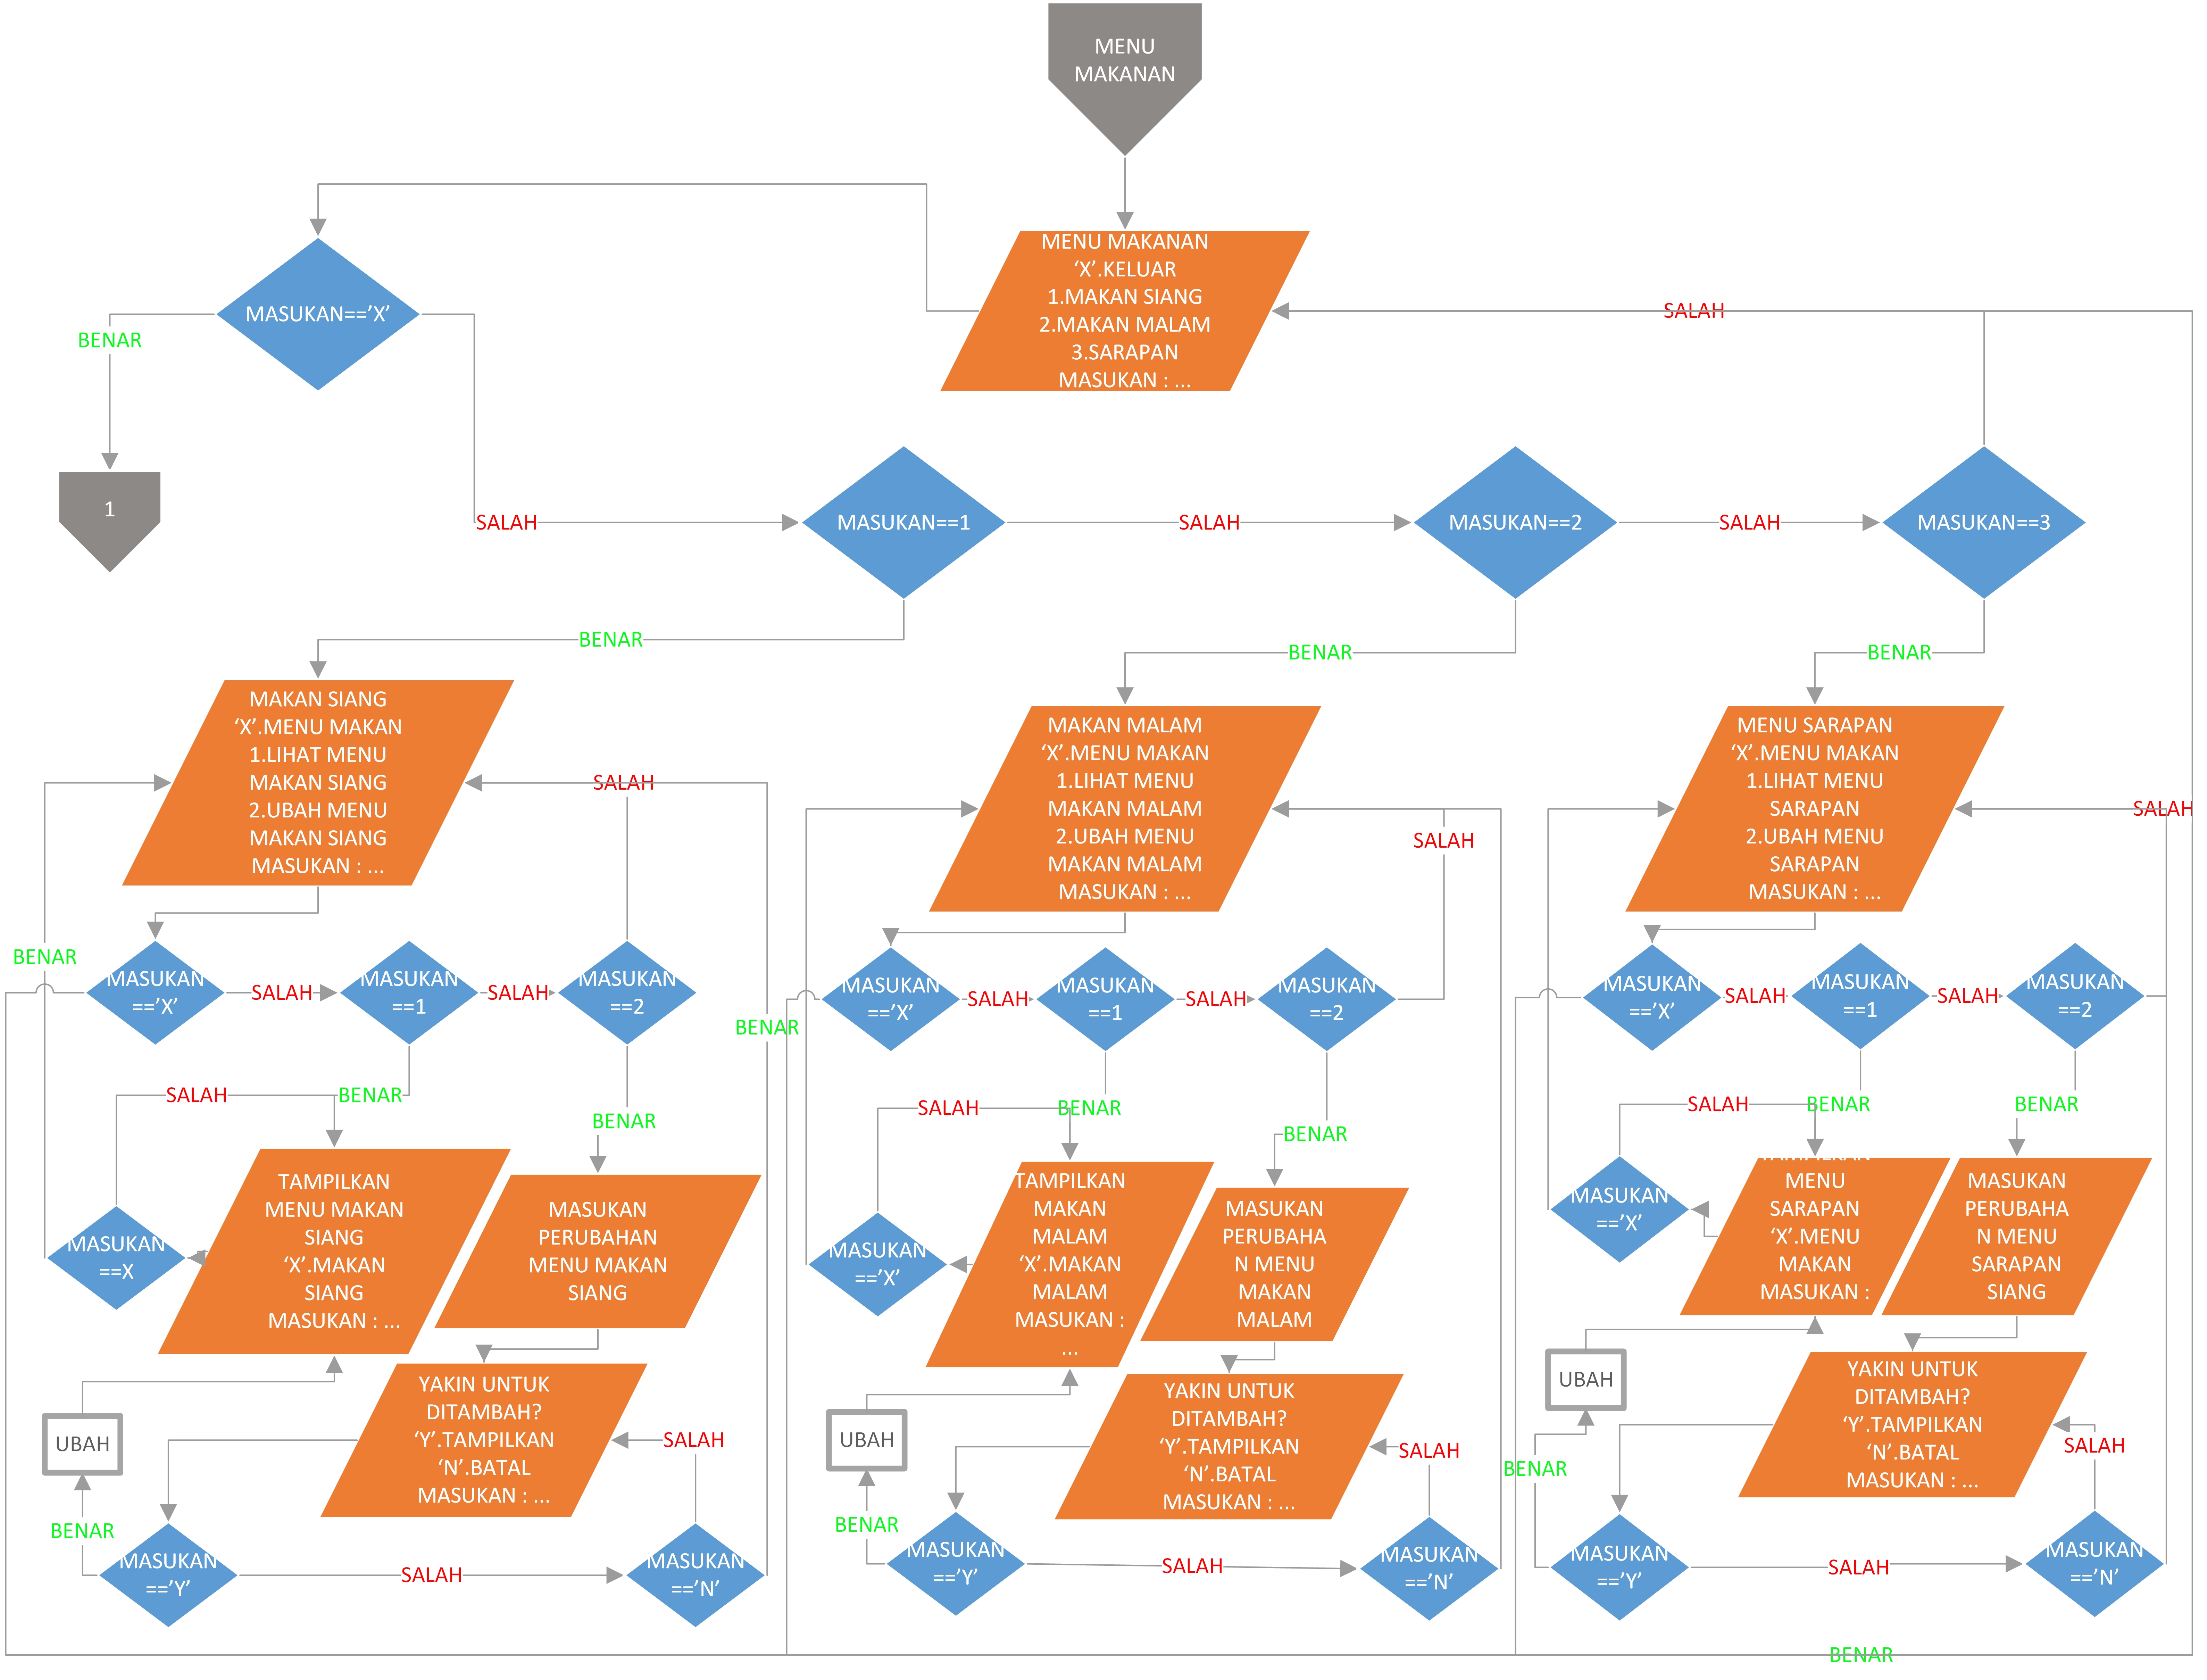 MENU
MAKANAN
MENU MAKANAN
‘X’.KELUAR
1.MAKAN SIANG
2.MAKAN MALAM
3.SARAPAN
MASUKAN : ...
MASUKAN==’X’
SALAH
BENAR
1
SALAH
MASUKAN==1
SALAH
MASUKAN==2
SALAH
MASUKAN==3
BENAR
BENAR
BENAR
MAKAN SIANG
‘X’.MENU MAKAN
1.LIHAT MENU
MAKAN SIANG
2.UBAH MENU
MAKAN SIANG
MASUKAN : ...
SALAH
BENAR
MASUKAN
==’X’
SALAH
MASUKAN
==1
SALAH
MASUKAN
==2
BENAR
SALAH
BENAR
BENAR
TAMPILKAN
MENU MAKAN
SIANG
‘X’.MAKAN
SIANG
MASUKAN : ...
MASUKAN
==X
MASUKAN
PERUBAHAN
MENU MAKAN
SIANG
YAKIN UNTUK
DITAMBAH?
‘Y’.TAMPILKAN
‘N’.BATAL
MASUKAN : ...
SALAH
UBAH
BENAR
MASUKAN
==’Y’
SALAH
MASUKAN
==’N’
MAKAN MALAM
‘X’.MENU MAKAN
1.LIHAT MENU
MAKAN MALAM
2.UBAH MENU
MAKAN MALAM
MASUKAN : ...
SALAH
MASUKAN
==’X’
SALAH
MASUKAN
==1
SALAH
MASUKAN
==2
SALAH
BENAR
BENAR
TAMPILKAN
MAKAN
MALAM
‘X’.MAKAN
MALAM
MASUKAN :
...
MASUKAN
==’X’
MASUKAN
PERUBAHA
N MENU
MAKAN
MALAM
YAKIN UNTUK
DITAMBAH?
‘Y’.TAMPILKAN
‘N’.BATAL
MASUKAN : ...
SALAH
UBAH
BENAR
MASUKAN
==’Y’
SALAH
MASUKAN
==’N’
MENU SARAPAN
‘X’.MENU MAKAN
1.LIHAT MENU
SARAPAN
2.UBAH MENU
SARAPAN
MASUKAN : ...
SALAH
MASUKAN
==’X’
SALAH
MASUKAN
==1
SALAH
MASUKAN
==2
SALAH
BENAR
BENAR
TAMPILKAN
MENU
SARAPAN
‘X’.MENU
MAKAN
MASUKAN :
MASUKAN
==’X’
MASUKAN
PERUBAHA
N MENU
SARAPAN
SIANG
YAKIN UNTUK
DITAMBAH?
‘Y’.TAMPILKAN
‘N’.BATAL
MASUKAN : ...
SALAH
UBAH
BENAR
MASUKAN
==’Y’
SALAH
MASUKAN
==’N’
BENAR